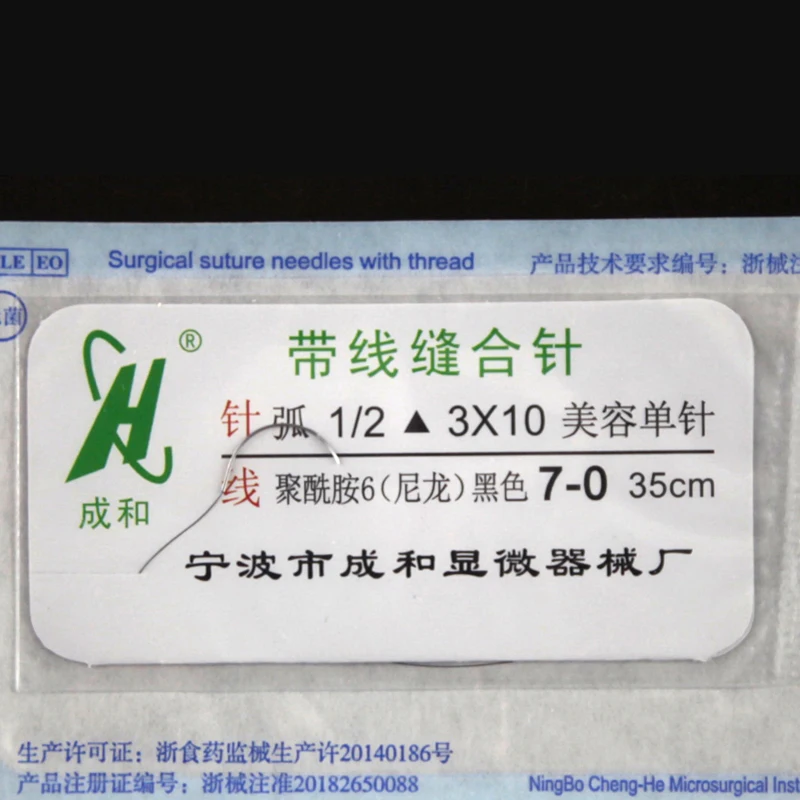 LE EO Surgical suture needles with thread 产品技术要求编号：浙械注
菌
®
带线缝合针
针 弧 1/2 ▲ 3X10 美容单针
线 聚酰胺6（尼龙）黑色 7-0 35cm
成和
宁波市成和显微器械厂
生产许可证：浙食药监械生产许20140186号
产品注册证编号：浙械注准20182650088
NingBo Cheng-He Microsurgical Inst